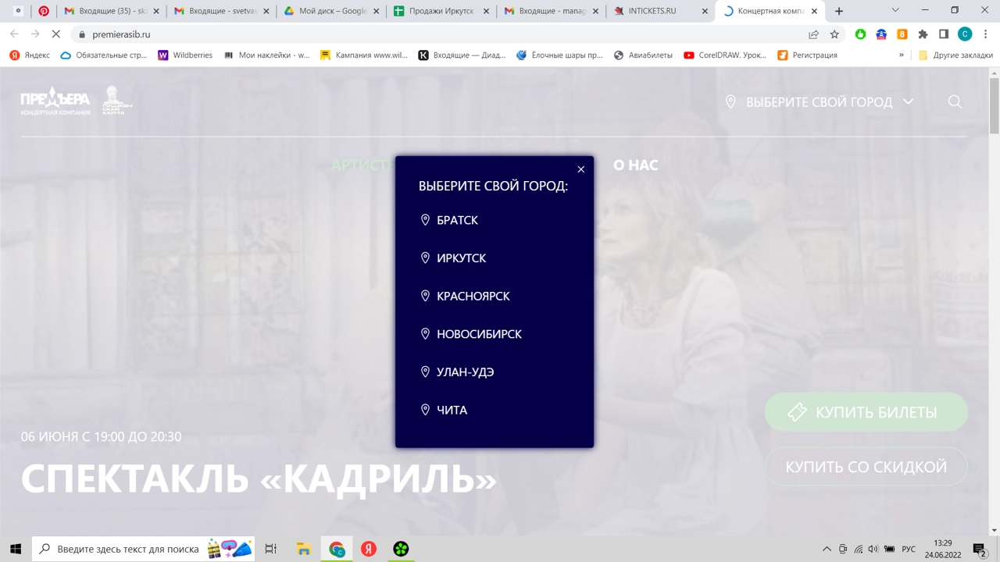 Входящие (35) - sk
Входящие - svetvas
Мой диск – Google
Продажи Иркутск
Входящие - manag
INTICKETS.RU
Концертная компа
premierasib.ru
Яндекс
Обязательные стр...
Wildberries
Мои наклейки - w...
Кампания www.wil...
Входящие — Диад...
Ёлочные шары пр...
Авиабилеты
CorelDRAW. Урок...
Регистрация
»
Другие закладки
ПРЕМЬЕРА
КОНЦЕРТНАЯ КОМПАНИЯ
ПУШКИН
КАРТА
ВЫБЕРИТЕ СВОЙ ГОРОД
АРТИСТЫ
О НАС
ВЫБЕРИТЕ СВОЙ ГОРОД:
БРАТСК
ИРКУТСК
КРАСНОЯРСК
НОВОСИБИРСК
УЛАН-УДЭ
ЧИТА
КУПИТЬ БИЛЕТЫ
КУПИТЬ СО СКИДКОЙ
06 ИЮНЯ С 19:00 ДО 20:30
СПЕКТАКЛЬ «КАДРИЛЬ»
Введите здесь текст для поиска
РУС
13:29
24.06.2022
2